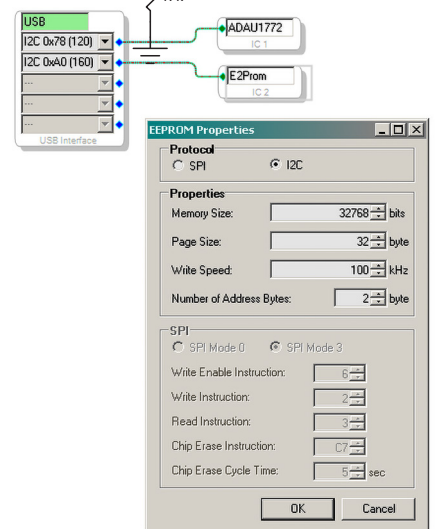 USB
I2C 0x78 (120)
I2C 0xA0 (160)
---
---
---
USB Interface
ADAU1772
IC 1
E2Prom
IC 2
EEPROM Properties
Protocol
SPI I2C
Properties
Memory Size: 32768 bits
Page Size: 32 byte
Write Speed: 100 kHz
Number of Address Bytes: 2 byte
SPI
SPI Mode 0 SPI Mode 3
Write Enable Instruction: 6
Write Instruction: 2
Read Instruction: 3
Chip Erase Instruction: C7
Chip Erase Cycle Time: 5 sec
OK Cancel